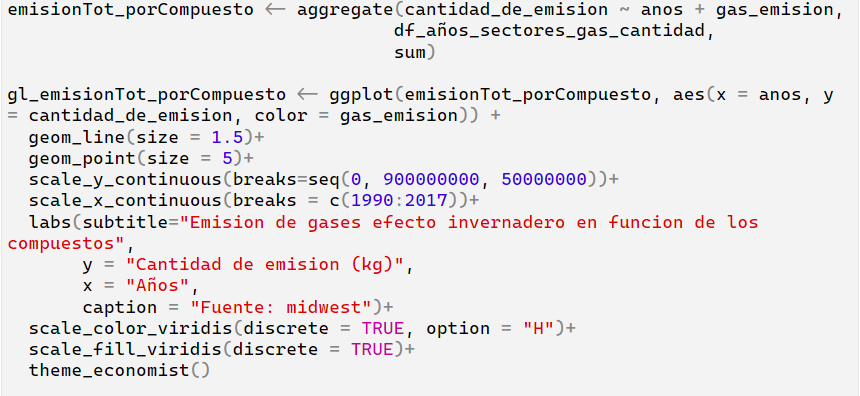 emisionTot_porCompuesto <- aggregate(cantidad_de_emision ~ anos + gas_emision,
                                    df_años_sectores_gas_cantidad,
                                    sum)

gl_emisionTot_porCompuesto <- ggplot(emisionTot_porCompuesto, aes(x = anos, y
= cantidad_de_emision, color = gas_emision)) +
  geom_line(size = 1.5)+
  geom_point(size = 5)+
  scale_y_continuous(breaks=seq(0, 900000000, 50000000))+
  scale_x_continuous(breaks = c(1990:2017))+
  labs(subtitle="Emision de gases efecto invernadero en funcion de los
compuestos",
       y = "Cantidad de emision (kg)",
       x = "Años",
       caption = "Fuente: midwest")+
  scale_color_viridis(discrete = TRUE, option = "H")+
  scale_fill_viridis(discrete = TRUE)+
  theme_economist()